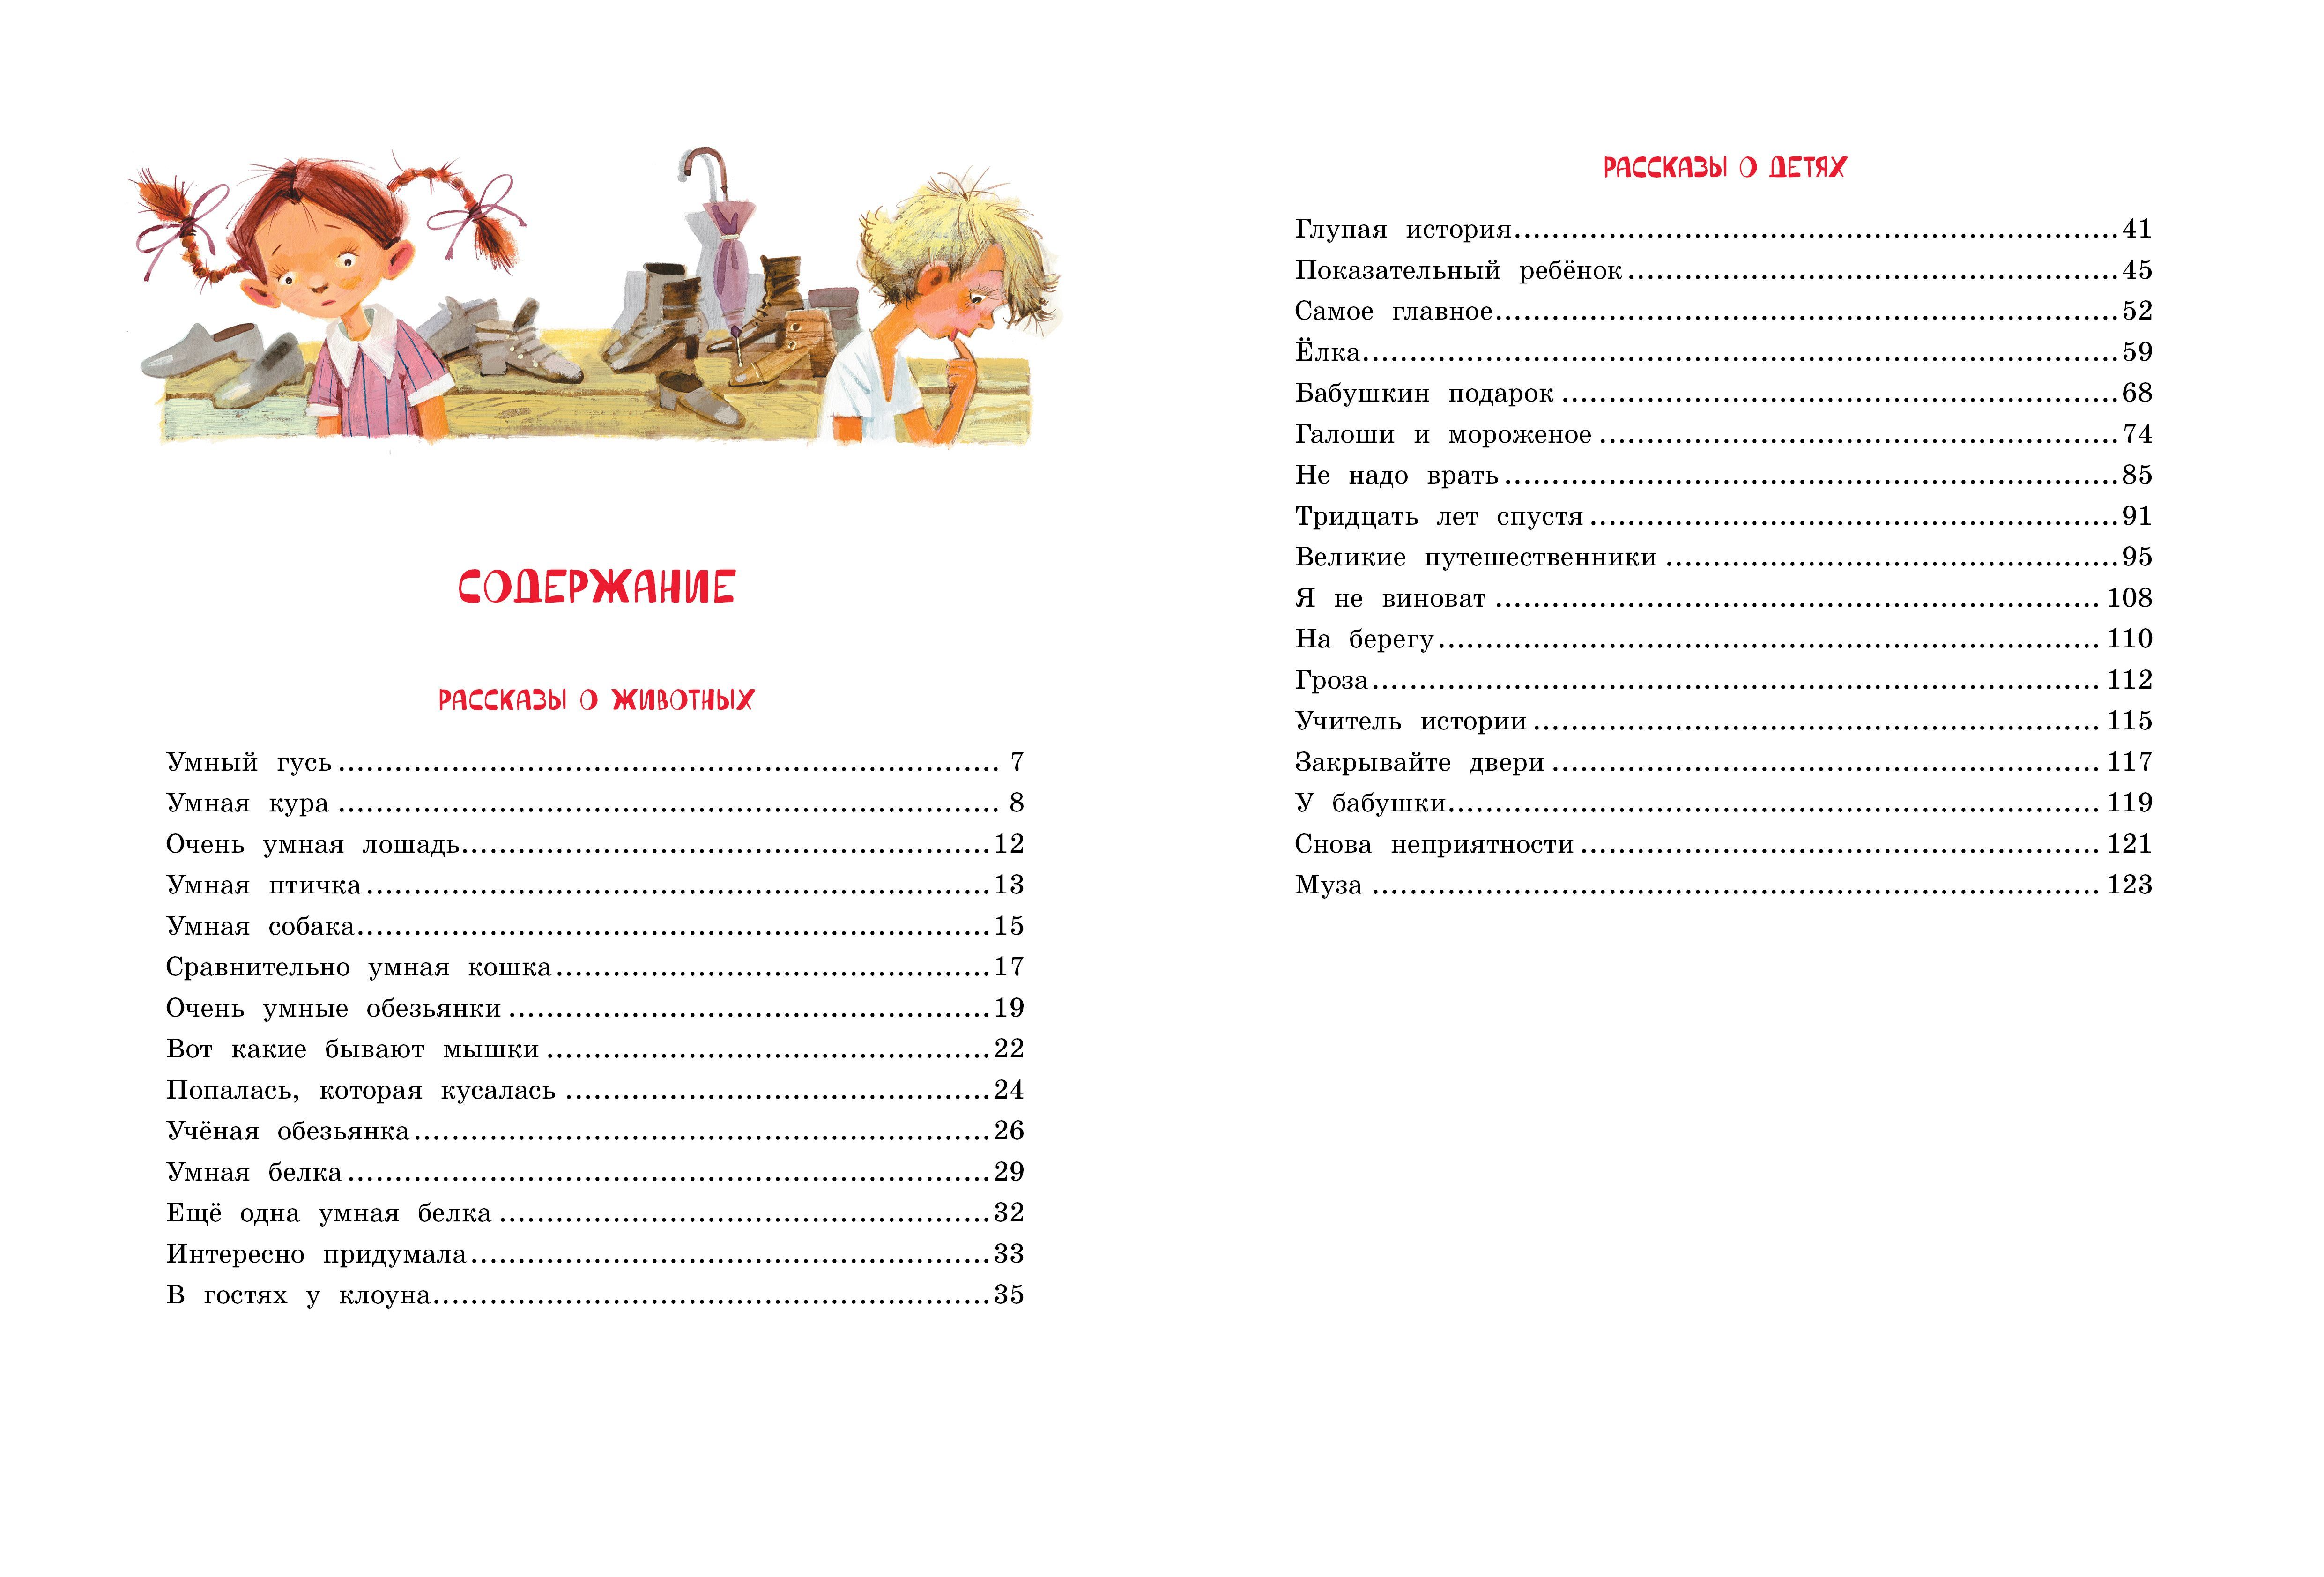 СОДЕРЖАНИЕ
РАССКАЗЫ О ЖИВОТНЫХ
Умный гусь ........................................................................ 7
Умная кура ........................................................................ 8
Очень умная лошадь........................................................12
Умная птичка...................................................................13
Умная собака....................................................................15
Сравнительно умная кошка..............................................17
Очень умные обезьянки ...................................................19
Вот какие бывают мышки ...............................................22
Попалась, которая кусалась .............................................24
Учёная обезьянка..............................................................26
Умная белка.....................................................................29
Ещё одна умная белка .....................................................32
Интересно придумала.......................................................33
В гостях у клоуна............................................................35
РАССКАЗЫ О ДЕТЯХ
Глупая история.................................................................41
Показательный ребёнок....................................................45
Самое главное...................................................................52
Ёлка.................................................................................59
Бабушкин подарок ...........................................................68
Галоши и мороженое .......................................................74
Не надо врать..................................................................85
Тридцать лет спустя ........................................................91
Великие путешественники ................................................95
Я не виноват ................................................................ 108
На берегу...................................................................... 110
Гроза............................................................................. 112
Учитель истории ............................................................ 115
Закрывайте двери .......................................................... 117
У бабушки..................................................................... 119
Снова неприятности ....................................................... 121
Муза ............................................................................. 123